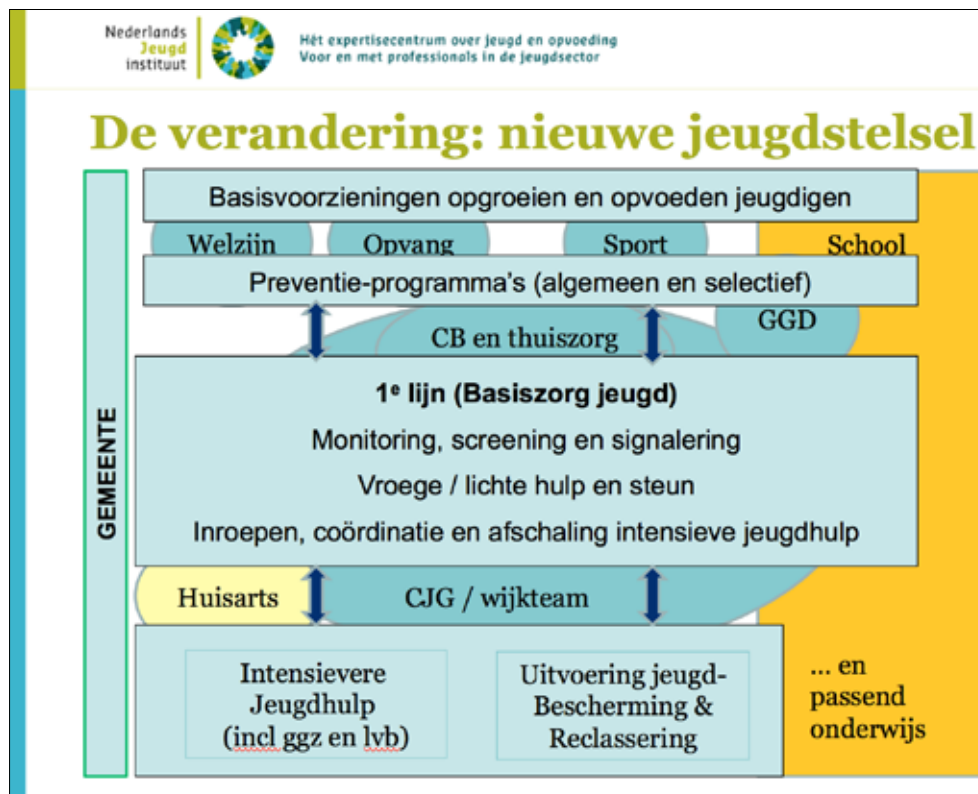 Nederlands
Jeugd
instituut
Hét expertisecentrum over jeugd en opvoeding
Voor en met professionals in de jeugdsector
De verandering: nieuwe jeugdstelsel
GEMEENTE
Basisvoorzieningen opgroeien en opvoeden jeugdigen
Welzijn
Opvang
Sport
School
Preventie-programma's (algemeen en selectief)
GGD
CB en thuiszorg
1e lijn (Basiszorg jeugd)
Monitoring, screening en signalering
Vroege / lichte hulp en steun
Inroepen, coördinatie en afschaling intensieve jeugdhulp
Huisarts
CJG / wijkteam
Intensievere
Jeugdhulp
(incl ggz en lvb)
Uitvoering jeugd-
Bescherming &
Reclassering
... en
passend
onderwijs